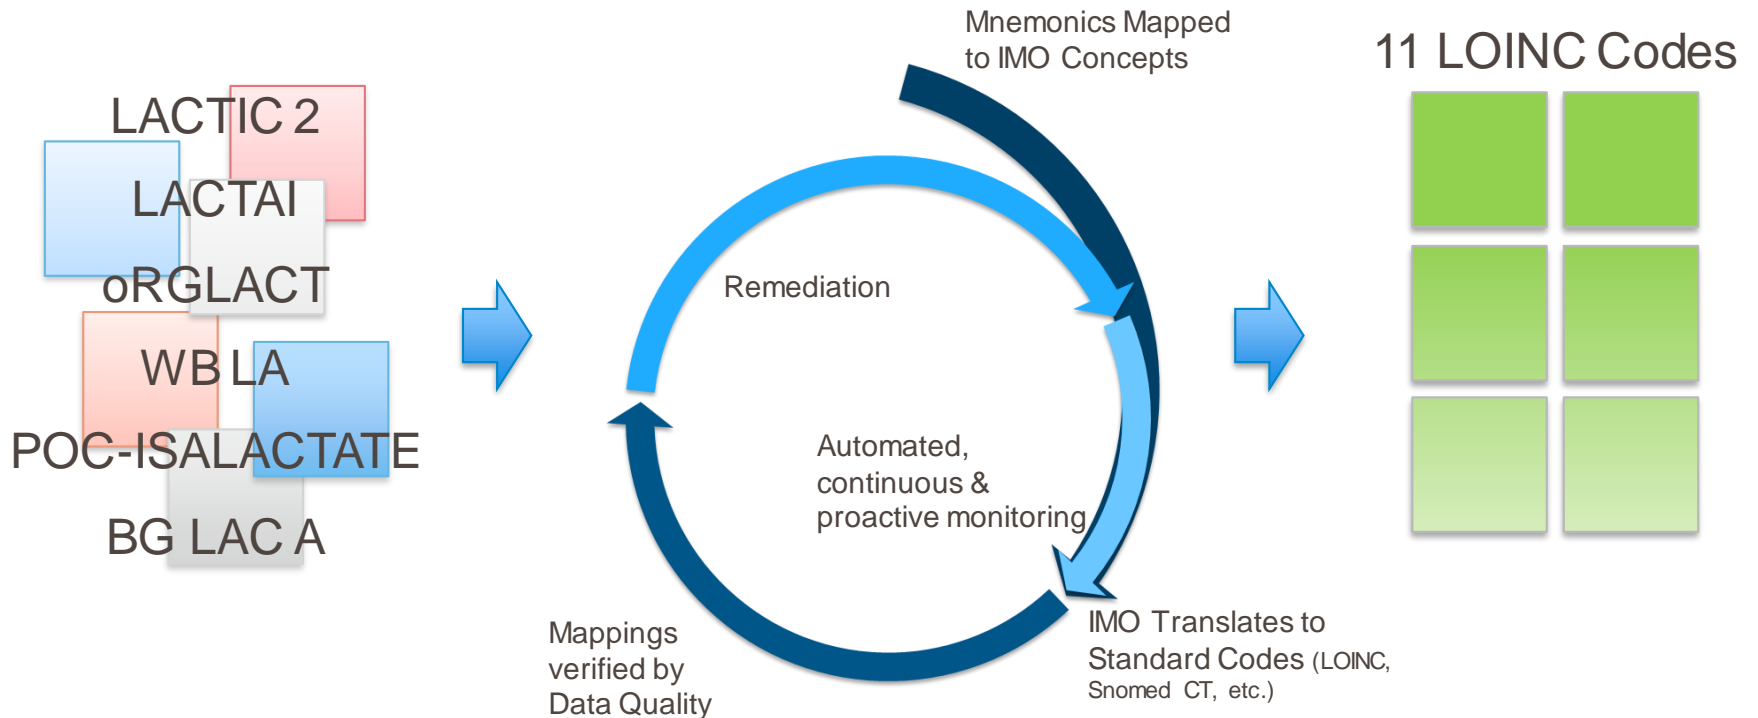 LACTIC 2
LACTAI
oRGLACT
WB LA
POC-ISALACTATE
BG LAC A
Mnemonics Mapped
to IMO Concepts
Remediation
Automated,
continuous &
proactive monitoring
IMO Translates to
Standard Codes (LOINC,
Snomed CT, etc.)
Mappings
verified by
Data Quality
11 LOINC Codes